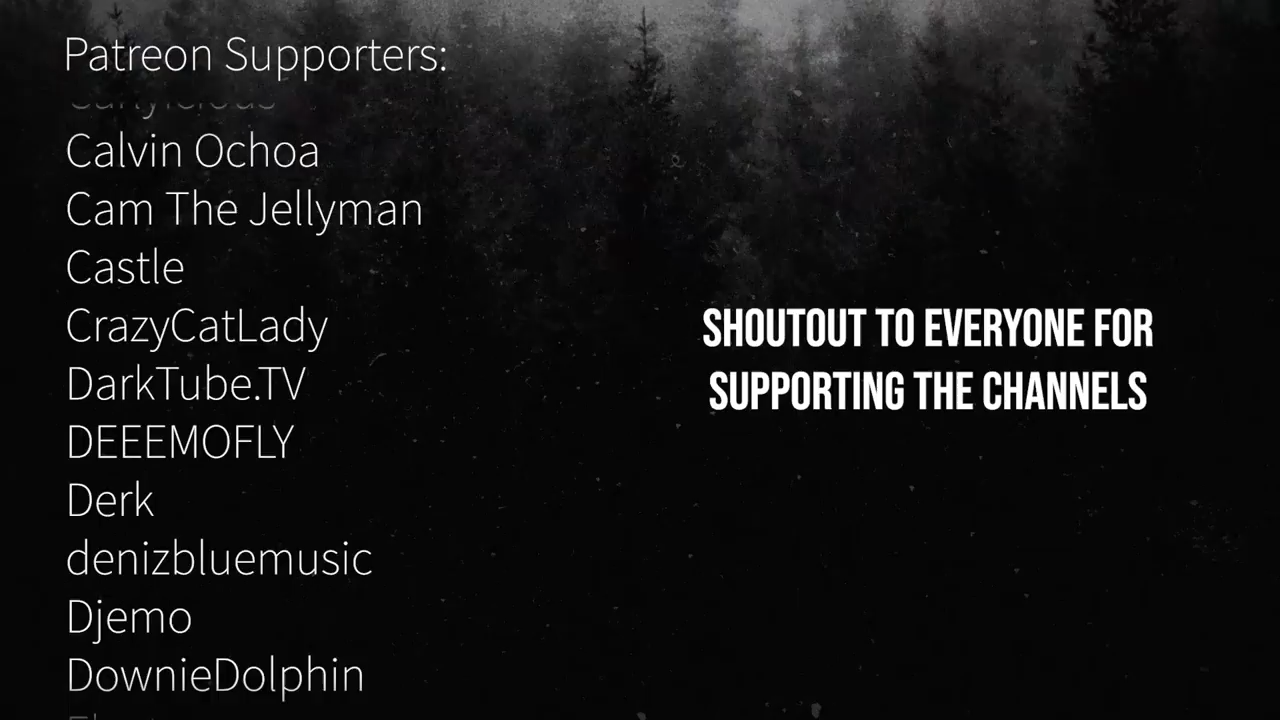 Patreon Supporters:
Calvin Ochoa
Cam The Jellyman
Castle
CrazyCatLady
DarkTube.TV
DEEEMOFLY
Derk
denizbluemusic
Djemo
DownieDolphin
SHOUTOUT TO EVERYONE FOR
SUPPORTING THE CHANNELS